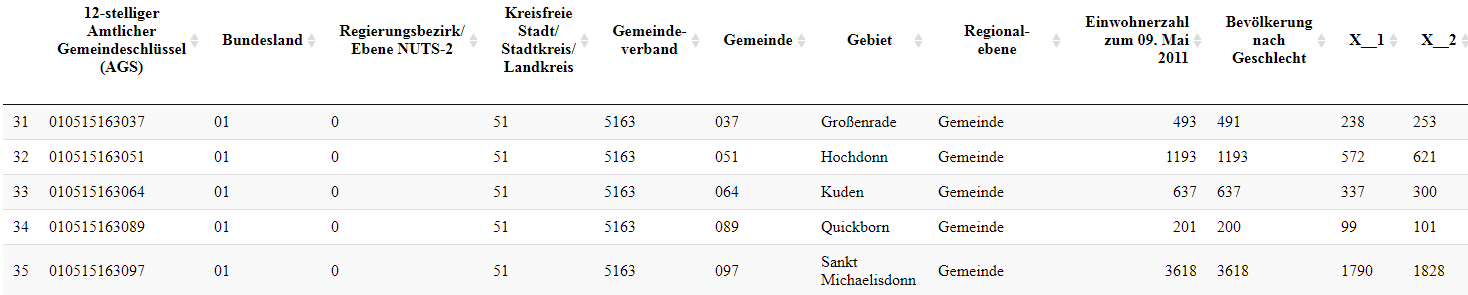 12-stelliger
Amtlicher
Gemeindeschlüssel
(AGS)
Bundesland
Regierungsbezirk/
Ebene NUTS-2
Kreisfreie
Stadt/
Stadtkreis/
Landkreis
Gemeinde-
verband
Gemeinde
Gebiet
Regional-
ebene
Einwohnerzahl
zum 09. Mai
2011
Bevölkerung
nach
Geschlecht
X__1
X__2
31 010515163037 01 0 51 5163 037 Großenrade Gemeinde 493 491 238 253
32 010515163051 01 0 51 5163 051 Hochdonn Gemeinde 1193 1193 572 621
33 010515163064 01 0 51 5163 064 Kuden Gemeinde 637 637 337 300
34 010515163089 01 0 51 5163 089 Quickborn Gemeinde 201 200 99 101
35 010515163097 01 0 51 5163 097 Sankt
Michaelisdonn Gemeinde 3618 3618 1790 1828